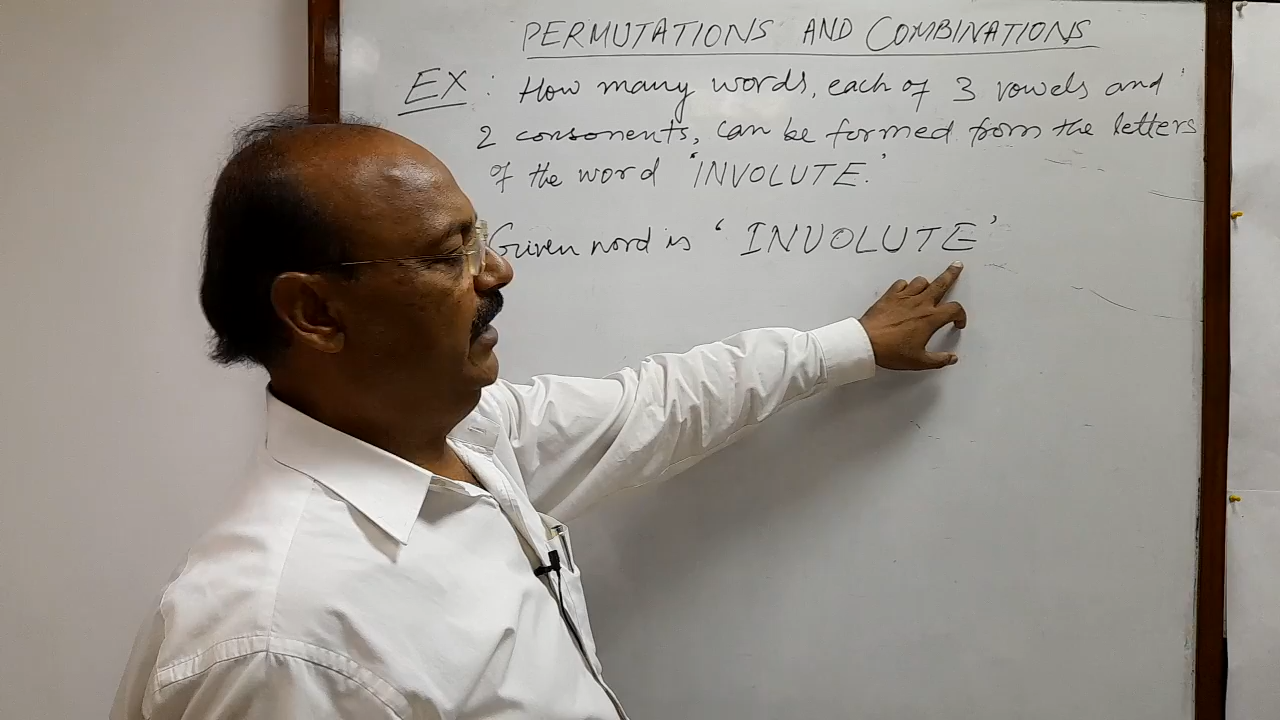 PERMUTATIONS AND COMBINATIONS
EX : How many words, each of 3 vowels and
2 consonents, can be formed from the letters
of the word 'INVOLUTE.'
Given word is ' INVOLUTE '